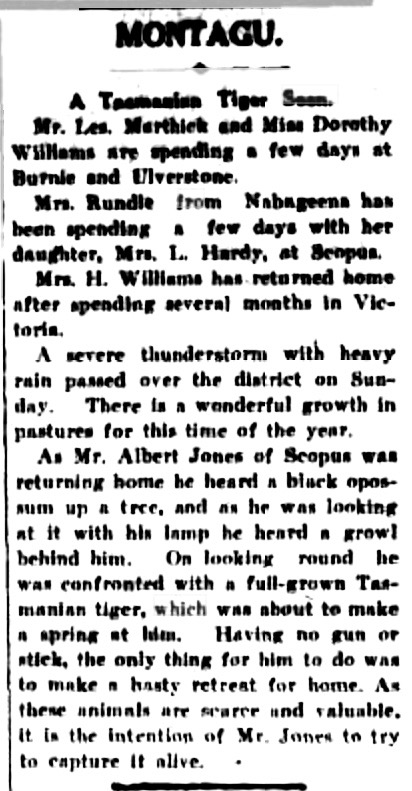 MONTAGU.
A Tasmanian Tiger Seen.
Mr. Les. Marthick and Miss Dorothy
Williams are spending a few days at
Burnie and Ulverstone.
Mrs. Rundle from Nabageena has
been spending a few days with her
daughter, Mrs. L. Hardy, at Scopus.
Mrs. H. Williams has returned home
after spending several months in Vic-
toria.
A severe thunderstorm with heavy
rain passed over the district on Sun-
day. There is a wonderful growth in
pastures for this time of the year.
As Mr. Albert Jones of Scopus was
returning home he heard a black opos-
sum up a tree, and as he was looking
at it with his lamp he heard a growl
behind him. On looking round he
was confronted with a full-grown Tas-
manian tiger, which was about to make
a spring at him. Having no gun or
stick, the only thing for him to do was
to make a hasty retreat for home. As
these animals are scarce and valuable,
it is the intention of Mr. Jones to try
to capture it alive.